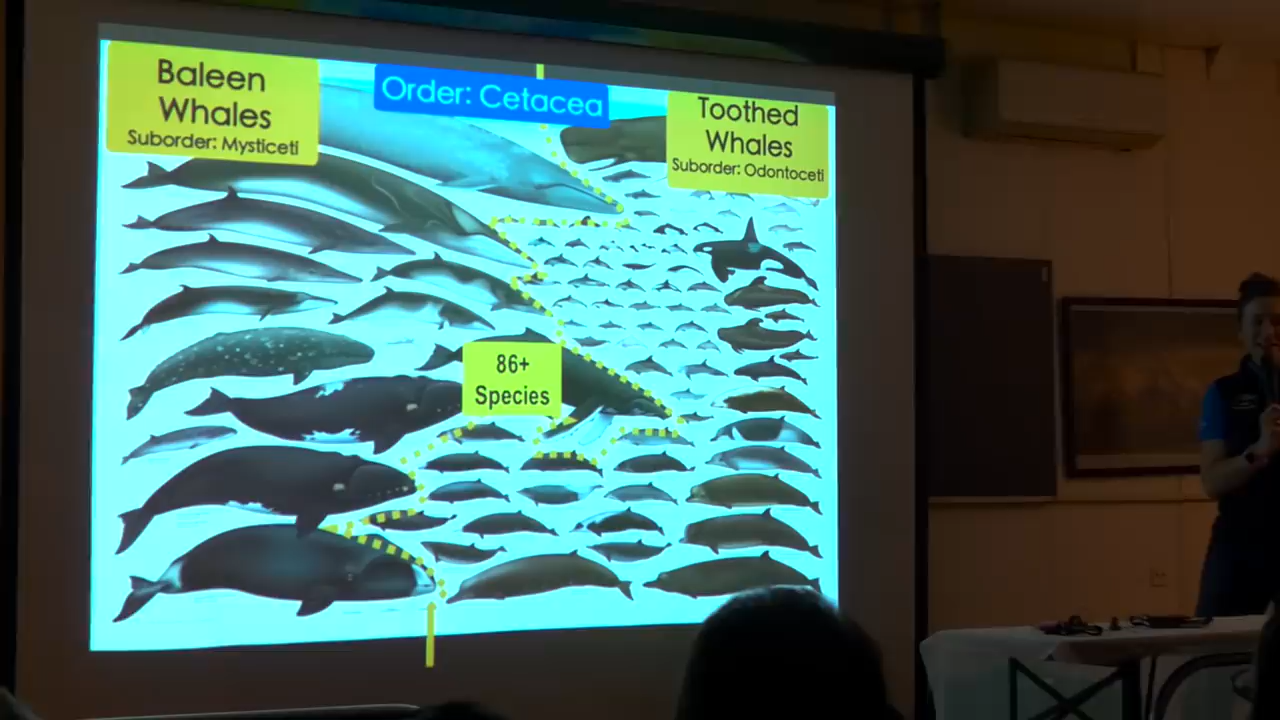 Baleen
Whales
Suborder: Mysticeti
Order: Cetacea
Toothed
Whales
Suborder: Odontoceti
86+
Species